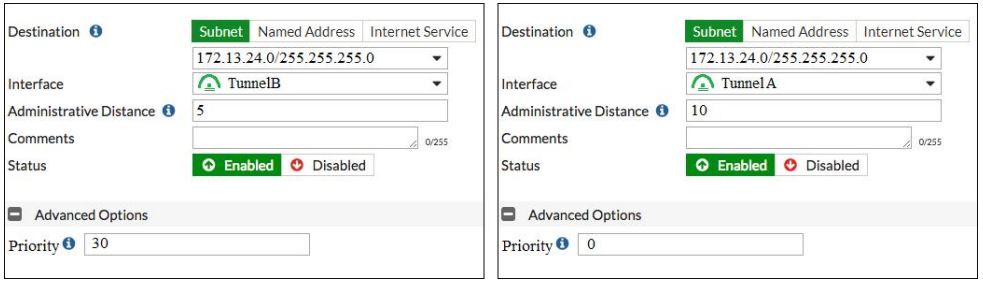 Destination Subnet Named Address Internet Service
172.13.24.0/255.255.255.0
Interface TunnelB
Administrative Distance 5
Comments 0/255
Status Enabled Disabled
Advanced Options
Priority 30
Destination Subnet Named Address Internet Service
172.13.24.0/255.255.255.0
Interface TunnelA
Administrative Distance 10
Comments 0/255
Status Enabled Disabled
Advanced Options
Priority 0